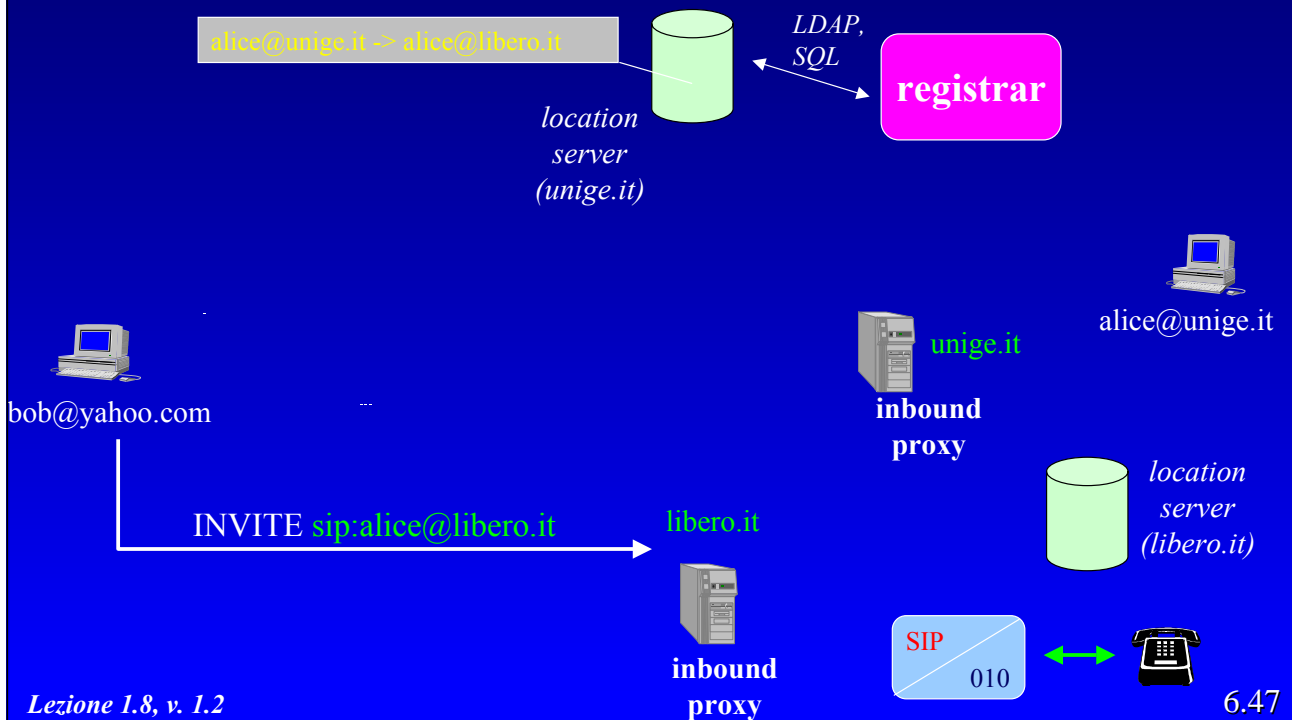 alice@unige.it -> alice@libero.it
LDAP,
SQL
registrar
location
server
(unige.it)
alice@unige.it
unige.it
inbound
proxy
bob@yahoo.com
location
server
(libero.it)
INVITE sip:alice@libero.it
libero.it
inbound
proxy
SIP
010
Lezione 1.8, v. 1.2
6.47